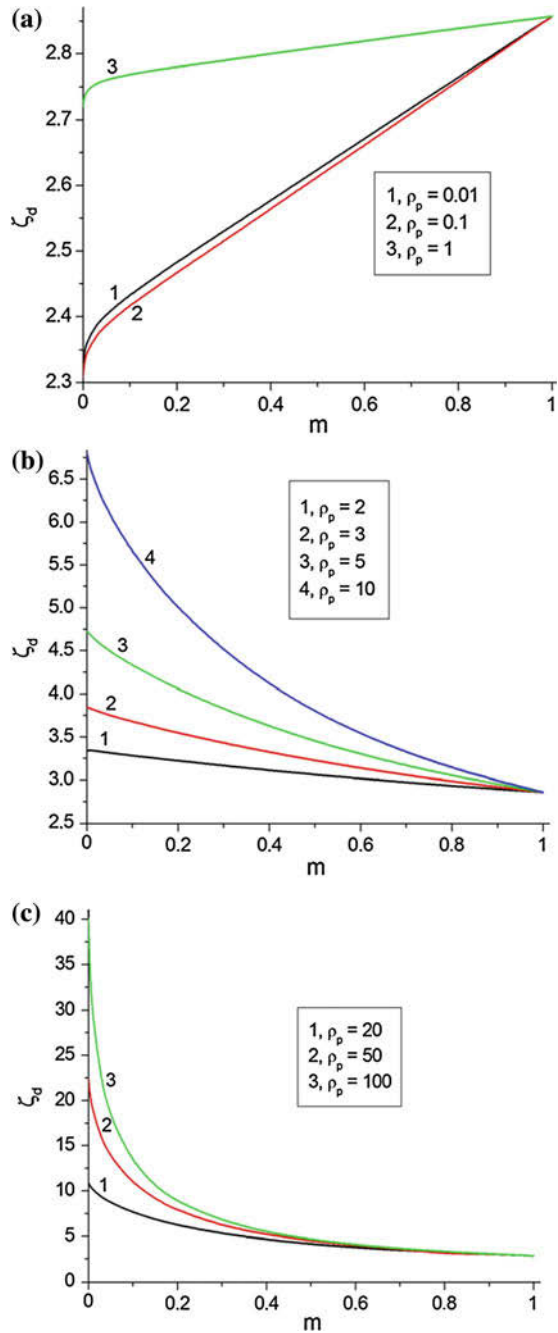 (a)
2.8
2.7
2.6
2.5
2.4
2.3
ζd
3
1
2
1, ρp = 0.01
2, ρp = 0.1
3, ρp = 1
0 0.2 0.4 0.6 0.8 1
m
(b)
6.5
6.0
5.5
5.0
4.5
4.0
3.5
3.0
2.5
ζd
4
3
2
1
1, ρp = 2
2, ρp = 3
3, ρp = 5
4, ρp = 10
0 0.2 0.4 0.6 0.8 1
m
(c)
40
35
30
25
20
15
10
5
0
ζd
3
2
1
1, ρp = 20
2, ρp = 50
3, ρp = 100
0 0.2 0.4 0.6 0.8 1
m